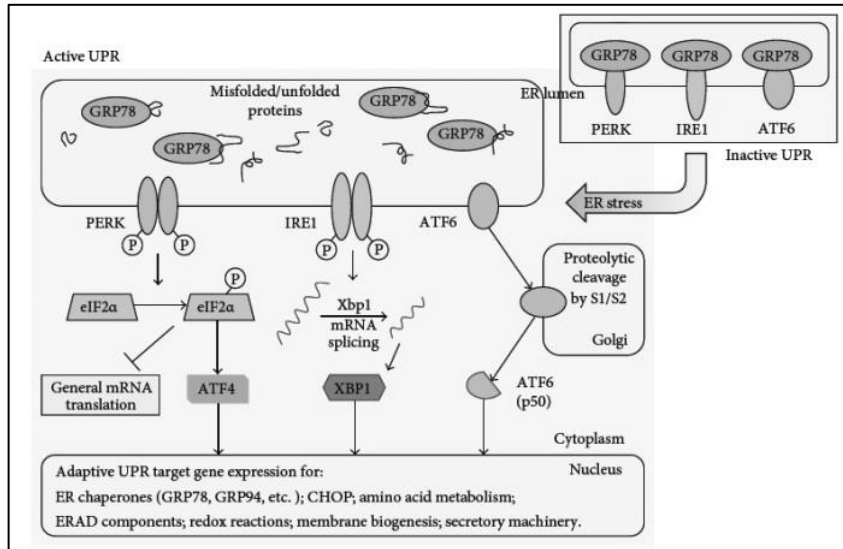 Active UPR
GRP78
GRP78
GRP78
ER lumen
PERK
IRE1
ATF6
Inactive UPR
ER stress
Misfolded/unfolded
proteins
GRP78
GRP78
GRP78
GRP78
PERK
IRE1
ATF6
P
P
P
P
Proteolytic
cleavage
by S1/S2
Golgi
P
eIF2α
eIF2α
Xbp1
mRNA
splicing
General mRNA
translation
ATF4
XBP1
ATF6
(p50)
Cytoplasm
Nucleus
Adaptive UPR target gene expression for:
ER chaperones (GRP78, GRP94, etc. ); CHOP; amino acid metabolism;
ERAD components; redox reactions; membrane biogenesis; secretory machinery.